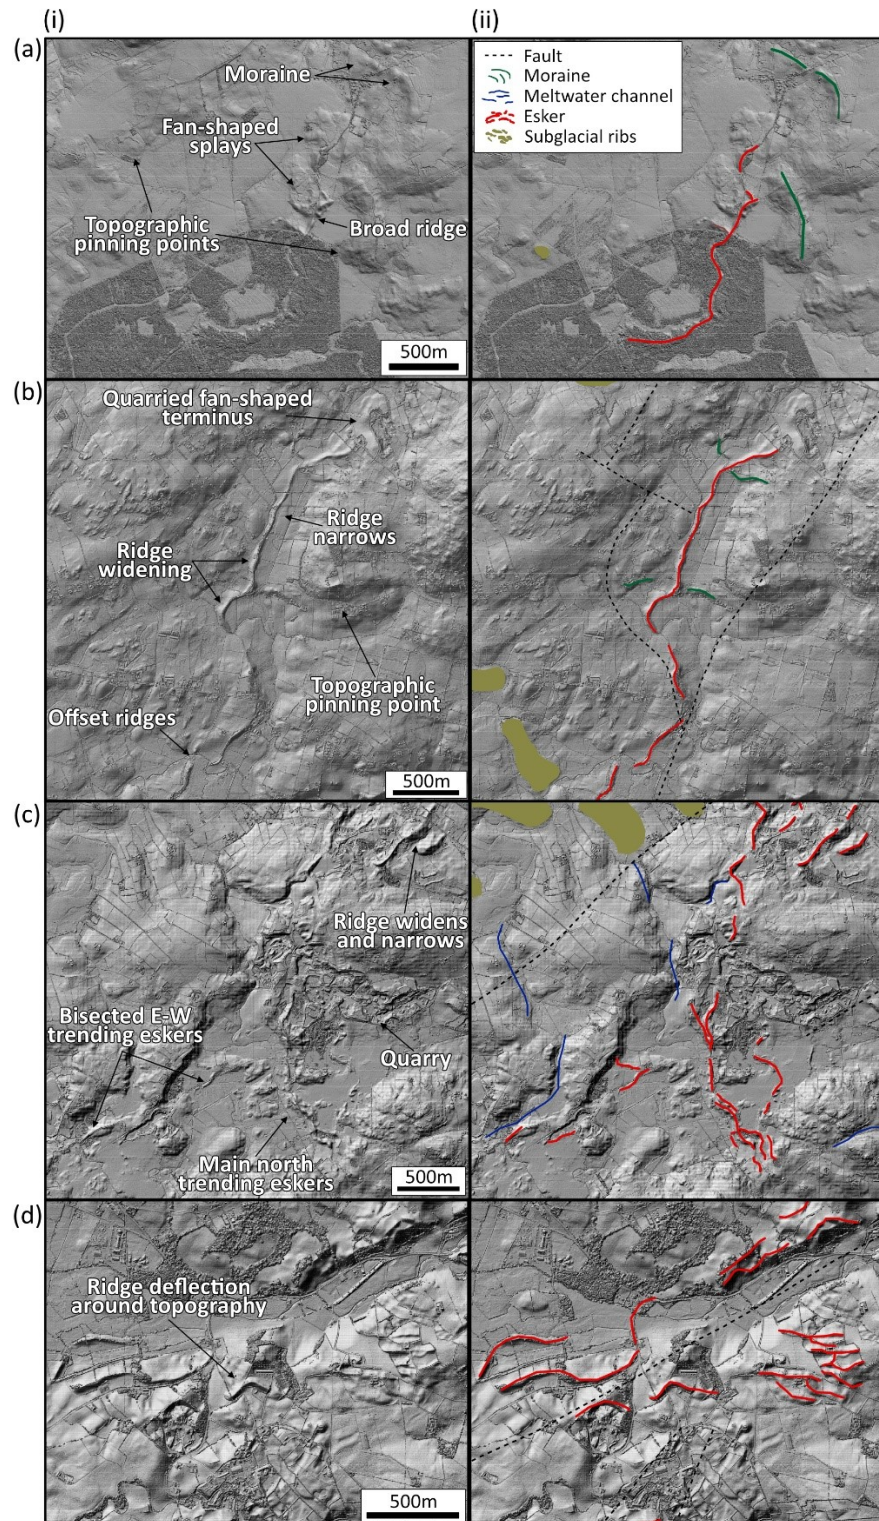 (i)
(ii)
(a)
Moraine
Fan-shaped
splays
Topographic
pinning points
Broad ridge
500m
Fault
Moraine
Meltwater channel
Esker
Subglacial ribs
(b)
Quarried fan-shaped
terminus
Ridge
narrows
Ridge
widening
Topographic
pinning point
Offset ridges
500m
(c)
Ridge widens
and narrows
Bisected E-W
trending eskers
Quarry
Main north
trending eskers
500m
(d)
Ridge deflection
around topography
500m